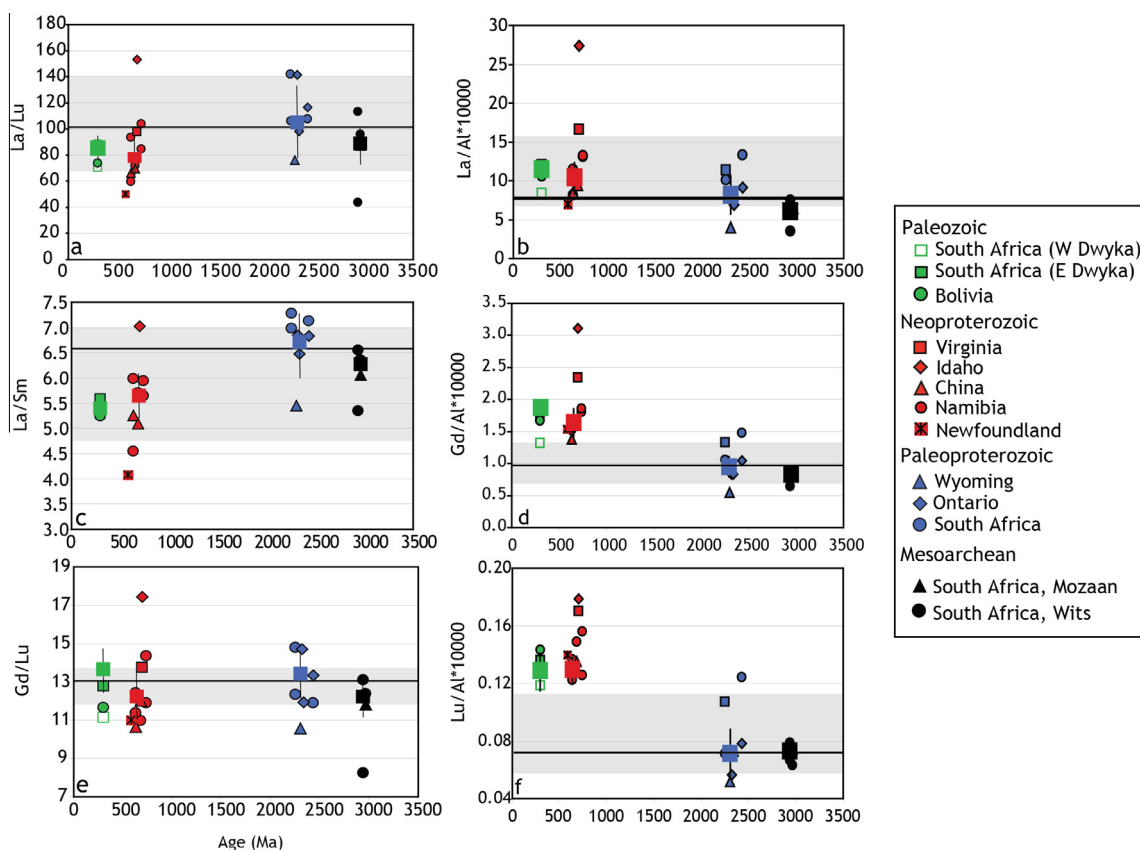 180
160
140
120
100
80
60
40
20
0
La/Lu
a
0 500 1000 1500 2000 2500 3000 3500
30
25
20
15
10
5
0
La/Al*10000
b
0 500 1000 1500 2000 2500 3000 3500
7.5
7.0
6.5
6.0
5.5
5.0
4.5
4.0
3.5
3.0
La/Sm
c
500 1000 1500 2000 2500 3000 3500
3.5
3.0
2.5
2.0
1.5
1.0
0.5
0.0
Gd/Al*10000
d
0 500 1000 1500 2000 2500 3000 3500
19
17
15
13
11
9
7
Gd/Lu
e
0 500 1000 1500 2000 2500 3000 3500
Age (Ma)
0.20
0.16
0.12
0.08
0.04
Lu/Al*10000
f
0 500 1000 1500 2000 2500 3000 3500
Paleozoic
South Africa (W Dwyka)
South Africa (E Dwyka)
Bolivia
Neoproterozoic
Virginia
Idaho
China
Namibia
Newfoundland
Paleoproterozoic
Wyoming
Ontario
South Africa
Mesoarchean
South Africa, Mozaan
South Africa, Wits